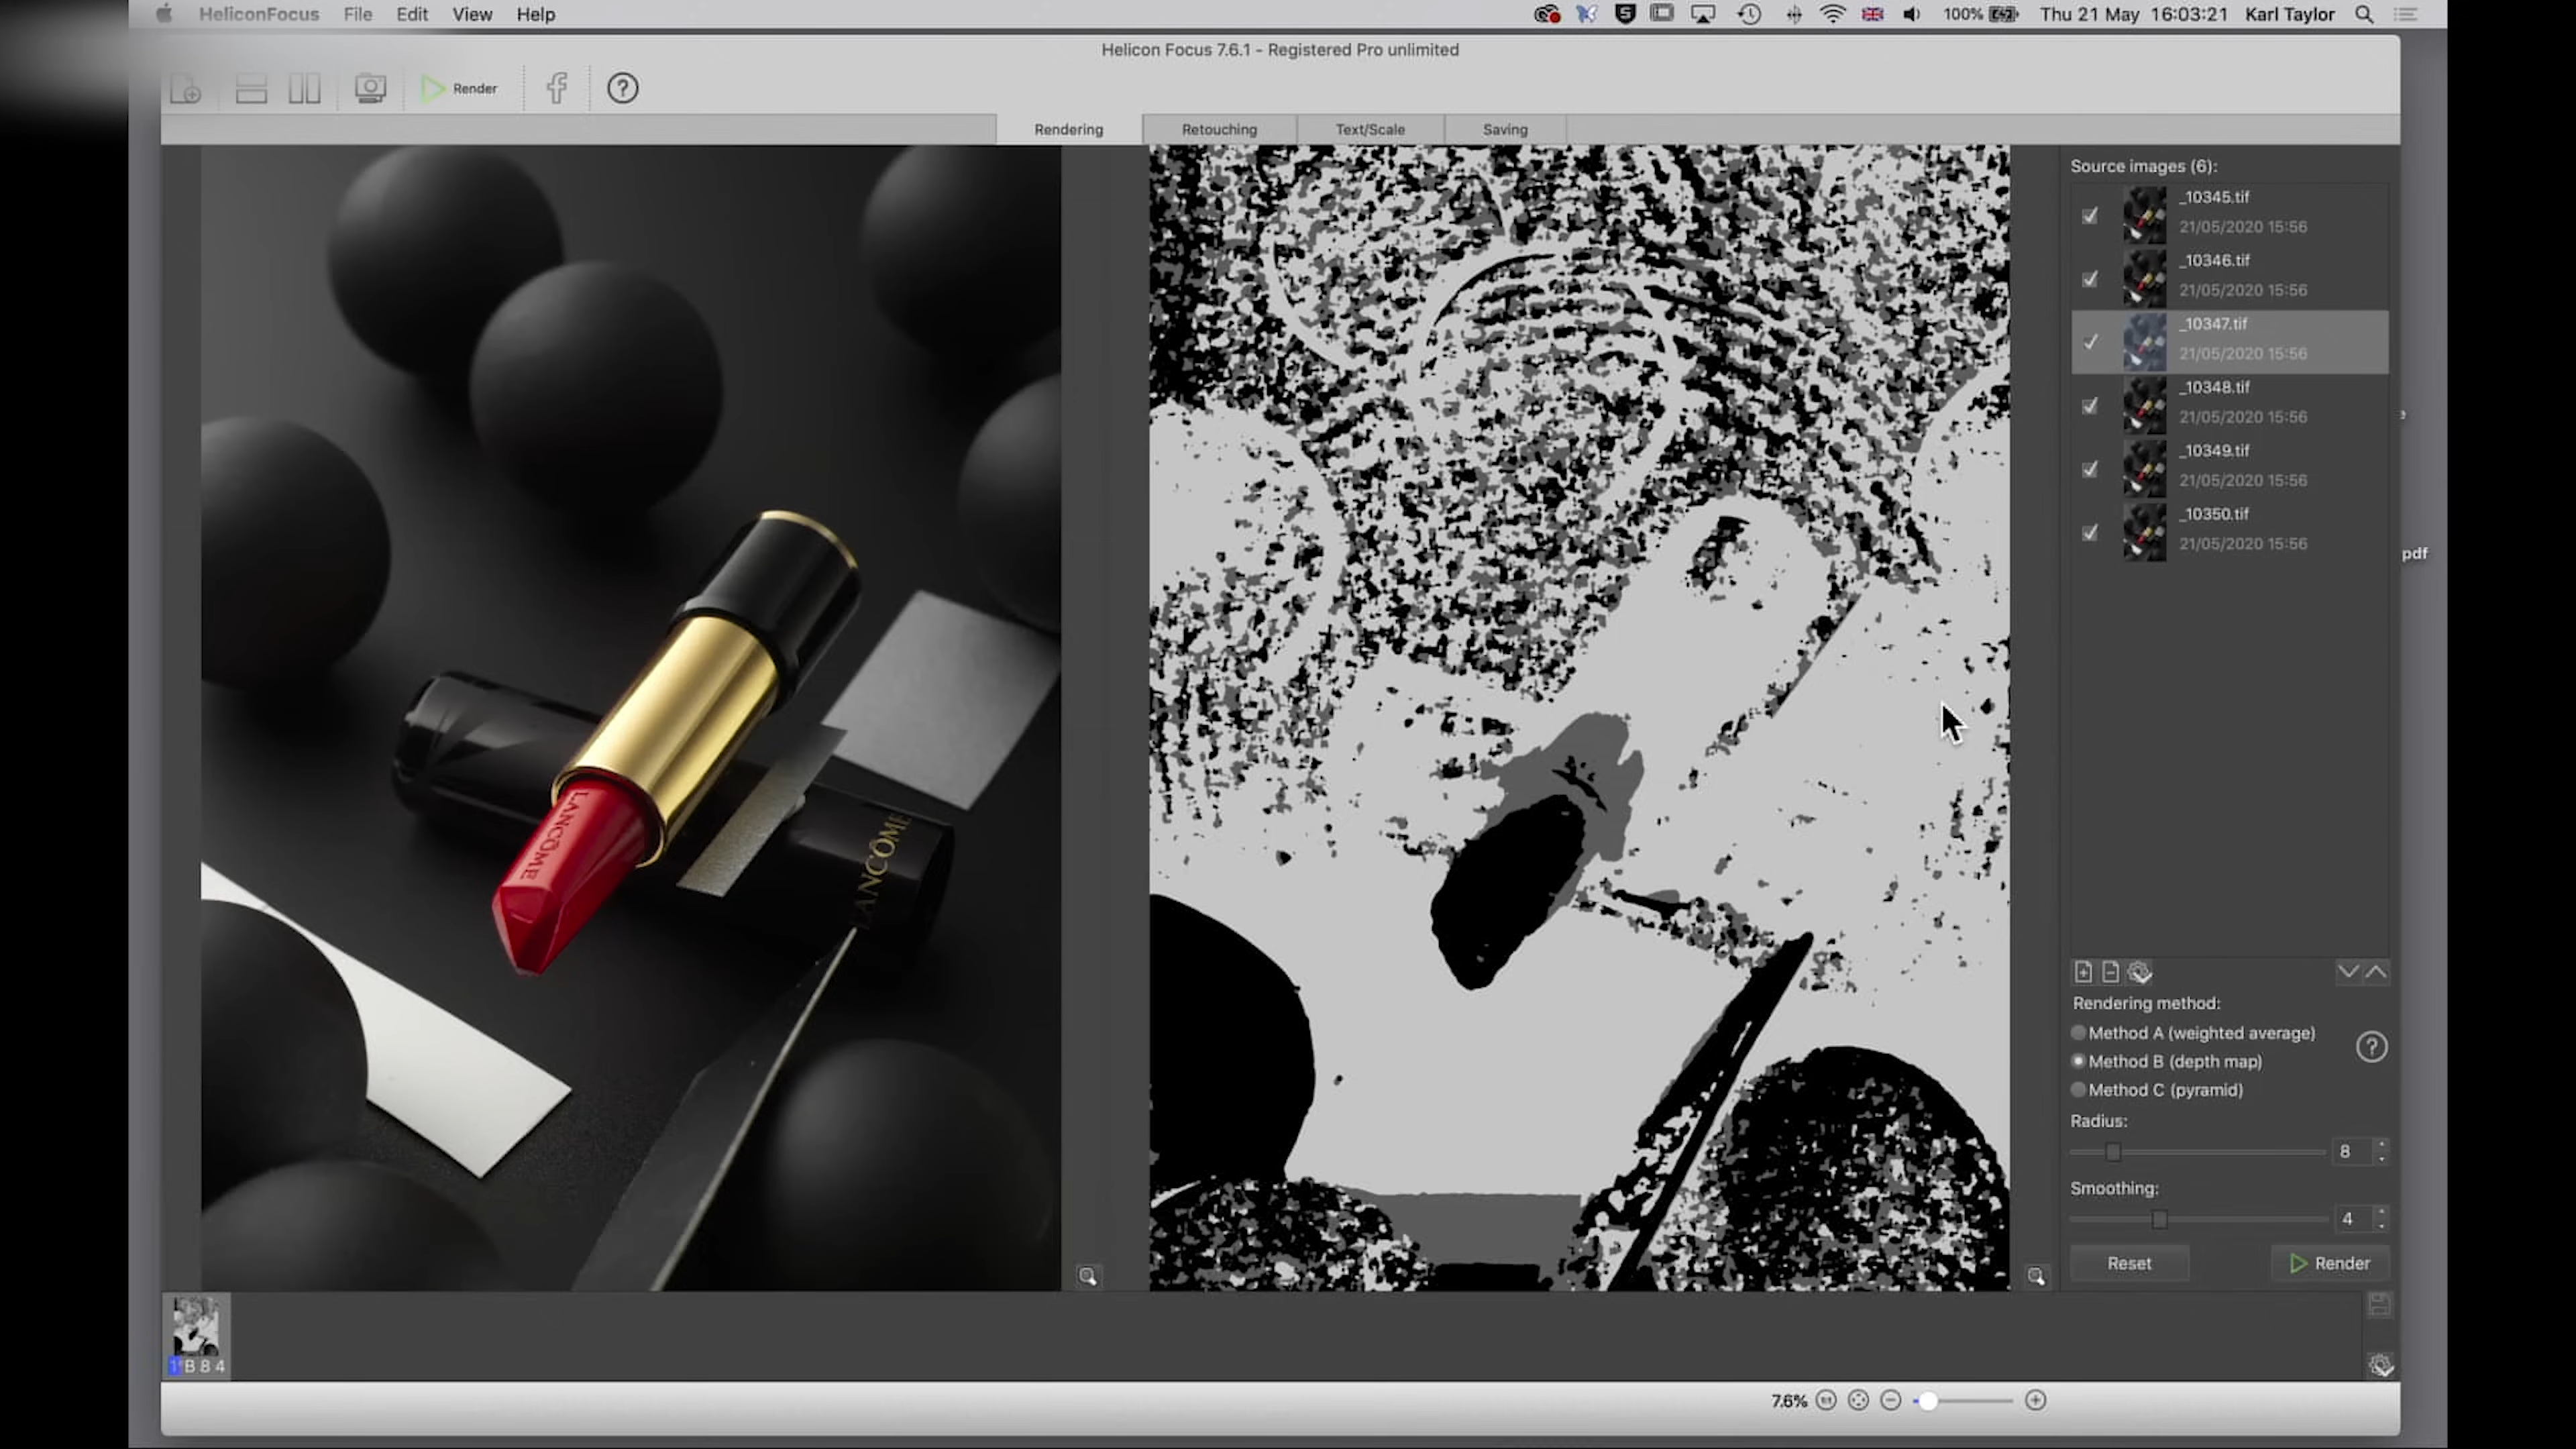 HeliconFocus File Edit View Help 100% Thu 21 May 16:03:21 Karl Taylor
Helicon Focus 7.6.1 - Registered Pro unlimited
Render
Rendering Retouching Text/Scale Saving
Source images (6):
_10345.tif
21/05/2020 15:56
_10346.tif
21/05/2020 15:56
_10347.tif
21/05/2020 15:56
_10348.tif
21/05/2020 15:56
_10349.tif
21/05/2020 15:56
_10350.tif
21/05/2020 15:56
pdf
LANCÔME
LANCÔME
Rendering method:
Method A (weighted average)
Method B (depth map)
Method C (pyramid)
Radius:
8
Smoothing:
4
Reset Render
1* B 8 4
7.6%